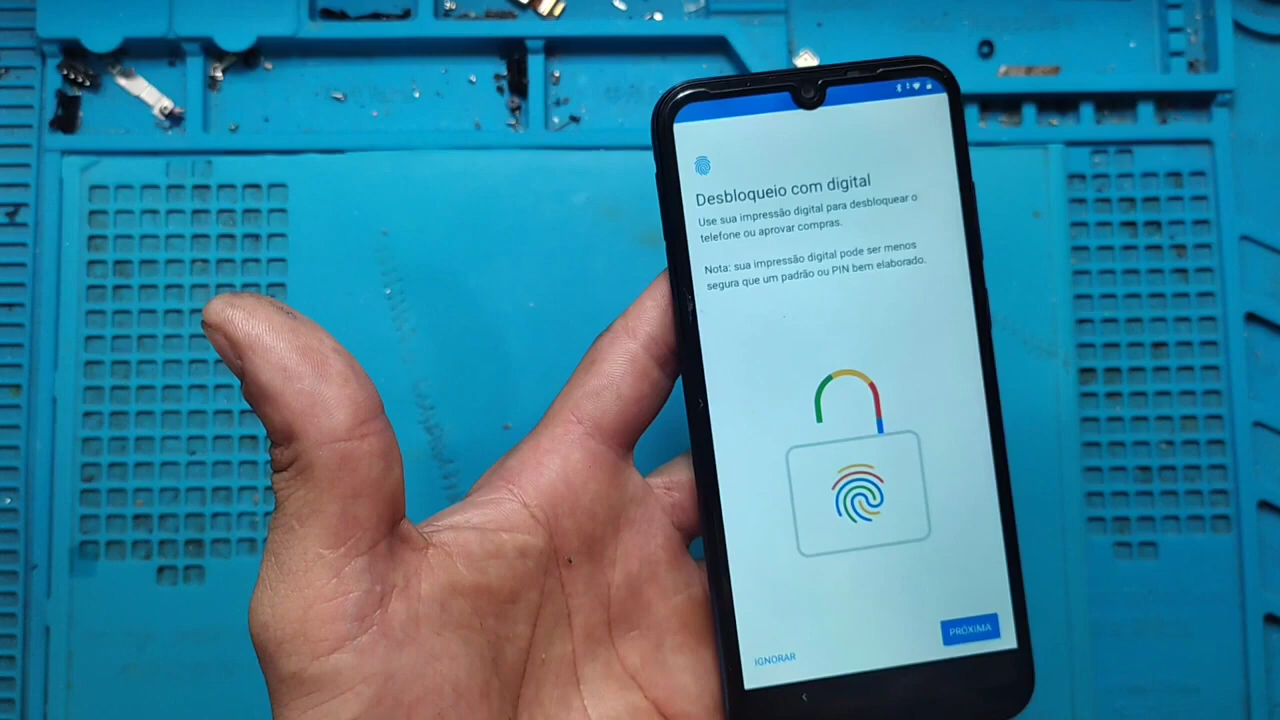 Desbloqueio com digital
Use sua impressão digital para desbloquear o
telefone ou aprovar compras.
Nota: sua impressão digital pode ser menos
segura que um padrão ou PIN bem elaborado.
IGNORAR
PRÓXIMA